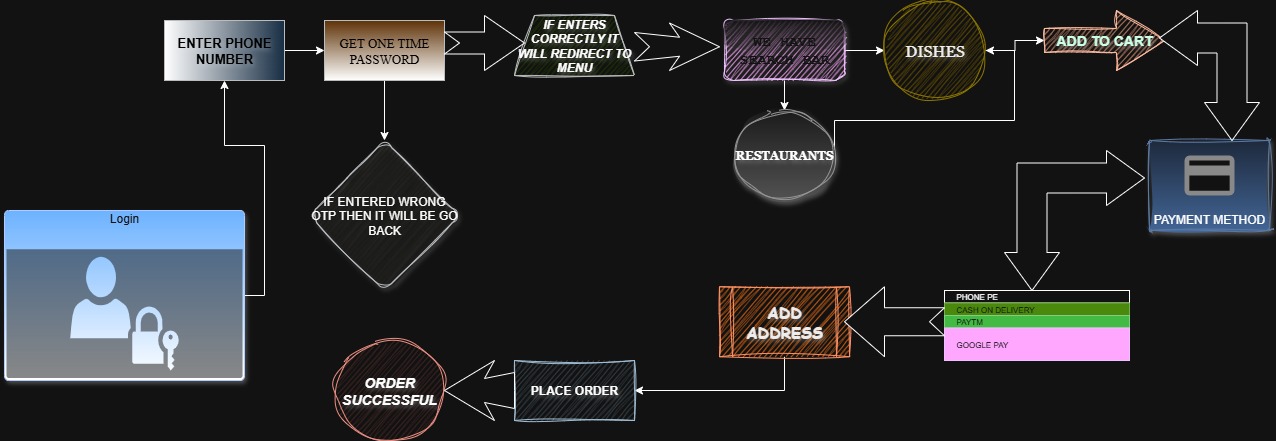 Login
ENTER PHONE
NUMBER
GET ONE TIME
PASSWORD
IF ENTERED WRONG
OTP THEN IT WILL BE GO
BACK
IF ENTERS
CORRECTLY IT
WILL REDIRECT TO
MENU
WE HAVE
SEARCH BAR
RESTAURANTS
DISHES
ADD TO CART
PAYMENT METHOD
PHONE PE
CASH ON DELIVERY
PAYTM
GOOGLE PAY
ADD
ADDRESS
PLACE ORDER
ORDER
SUCCESSFUL